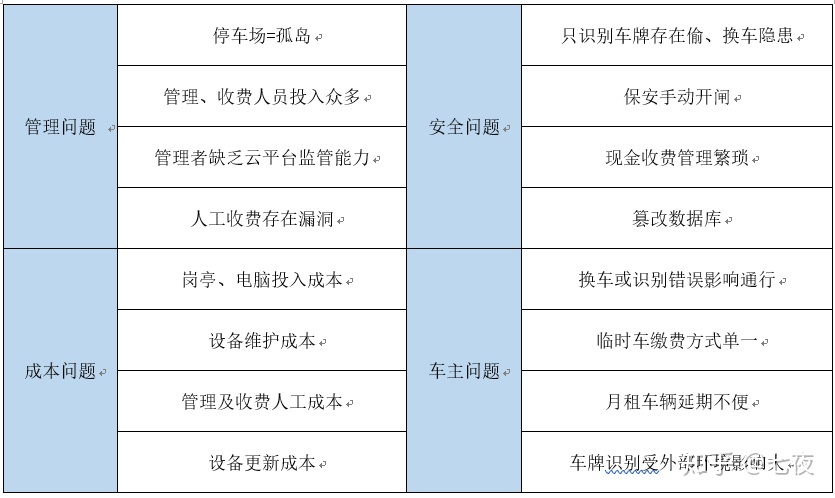 管理问题
停车场=孤岛
管理、收费人员投入众多
管理者缺乏云平台监管能力
人工收费存在漏洞
安全问题
只识别车牌存在偷、换车隐患
保安手动开闸
现金收费管理繁琐
篡改数据库
成本问题
岗亭、电脑投入成本
设备维护成本
管理及收费人工成本
设备更新成本
车主问题
换车或识别错误影响通行
临时车缴费方式单一
月租车辆延期不便
车牌识别受外部环境影响大
知乎 @七夜